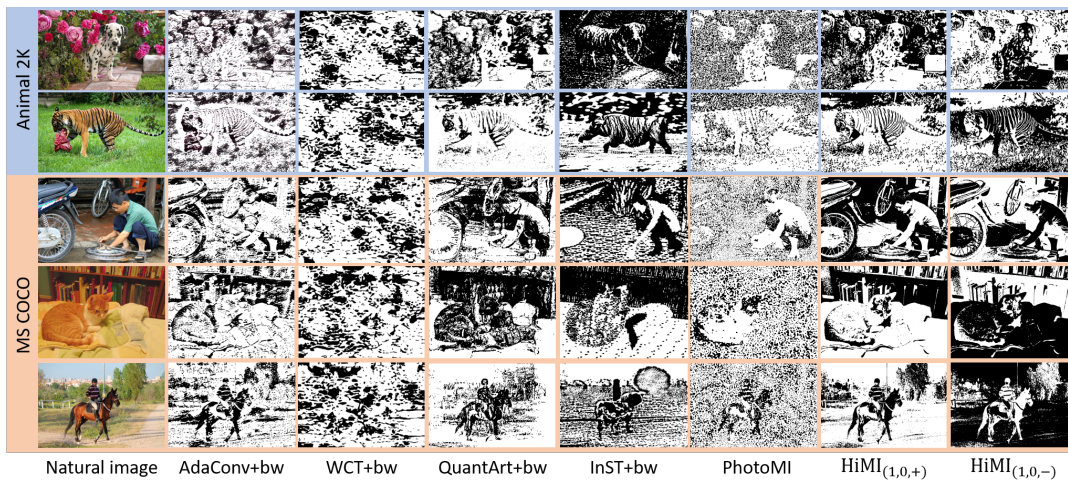 Animal 2K
MS COCO
Natural image AdaConv+bw WCT+bw QuantArt+bw InST+bw PhotoMI HiMI(1,0,+) HiMI(1,0,−)